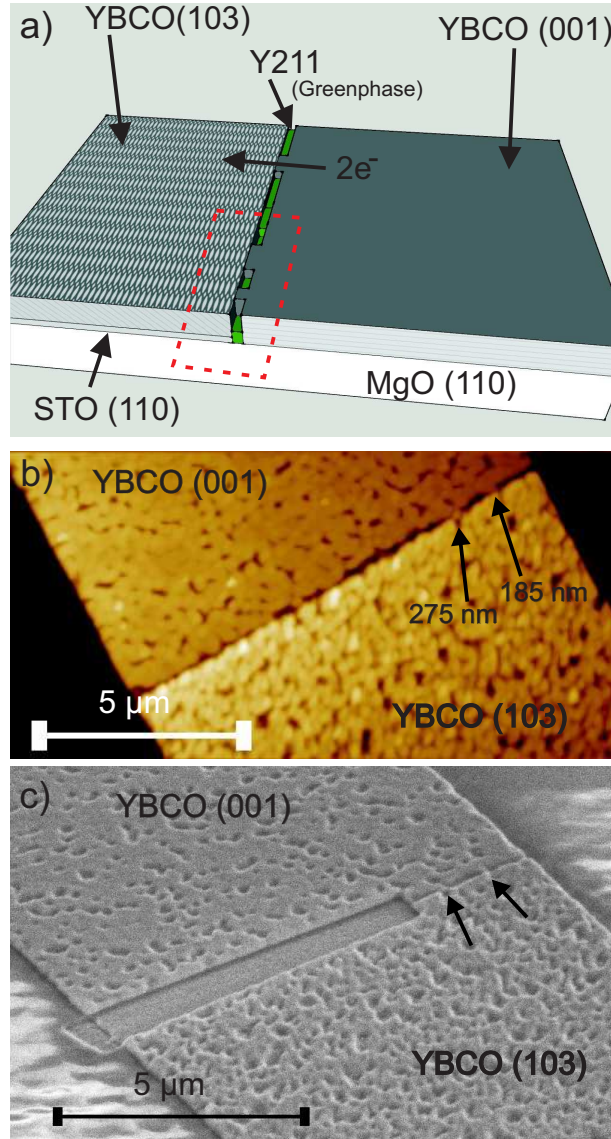 a)
YBCO(103)
YBCO (001)
Y211
(Greenphase)
2e-
MgO (110)
STO (110)
b)
YBCO (001)
275 nm
185 nm
5 µm
YBCO (103)
c)
YBCO (001)
YBCO (103)
5 µm